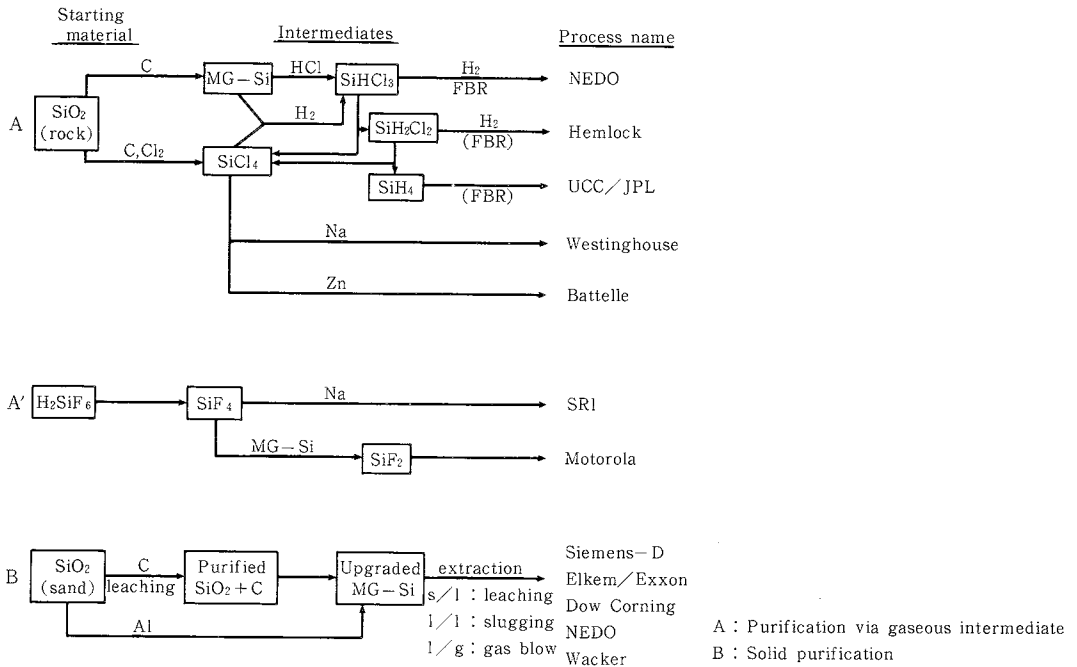 Starting material
Intermediates
Process name
A
SiO₂ (rock)
C
MG-Si
HCl
SiHCl₃
H₂
FBR
NEDO
H₂
SiH₂Cl₂
H₂
(FBR)
Hemlock
C,Cl₂
SiCl₄
SiH₄
(FBR)
UCC/JPL
Na
Westinghouse
Zn
Battelle
A'
H₂SiF₆
SiF₄
Na
SRI
MG-Si
SiF₂
Motorola
B
SiO₂ (sand)
C
leaching
Purified SiO₂+C
Upgraded MG-Si
Al
extraction
s/l : leaching
l/l : slugging
l/g : gas blow
Siemens-D
Elkem/Exxon
Dow Corning
NEDO
Wacker
A : Purification via gaseous intermediate
B : Solid purification